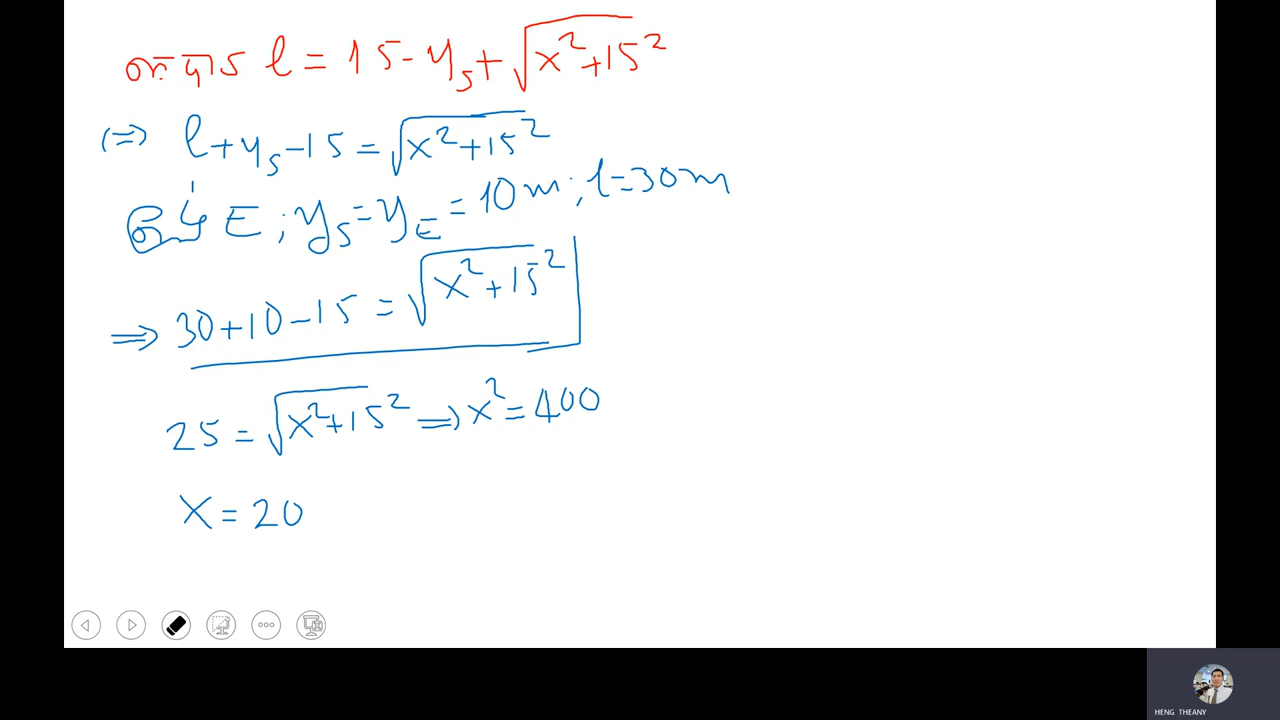 l = 15 - y_s + √(x² + 15²)
(=> l + y_s - 15 = √(x² + 15²)
E ; y_s = y_E = 10m ; l = 30m
=> 30 + 10 - 15 = √(x² + 15²)
25 = √(x² + 15²) => x² = 400
x = 20
HENG THEANY